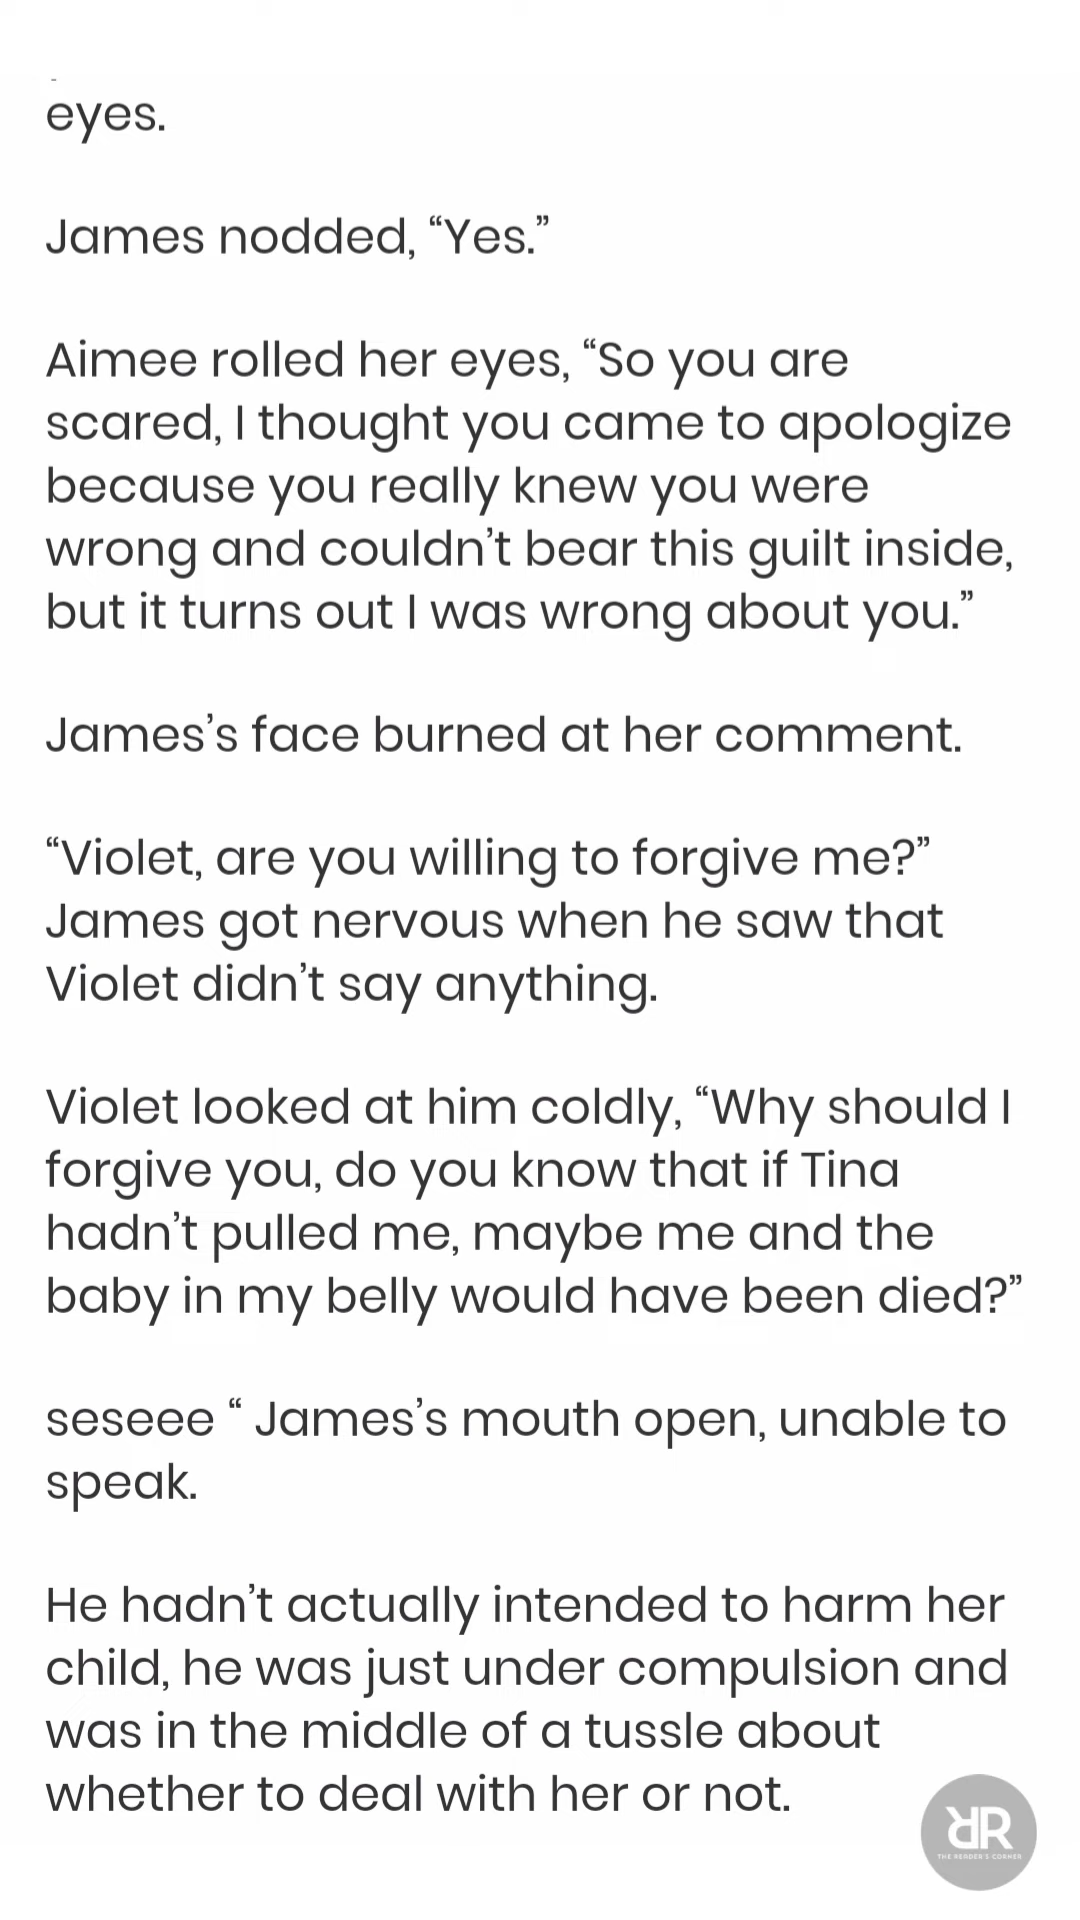 eyes.
James nodded, “Yes.”
Aimee rolled her eyes, “So you are
scared, I thought you came to apologize
because you really knew you were
wrong and couldn’t bear this guilt inside,
but it turns out I was wrong about you.”
James’s face burned at her comment.
“Violet, are you willing to forgive me?”
James got nervous when he saw that
Violet didn’t say anything.
Violet looked at him coldly, “Why should I
forgive you, do you know that if Tina
hadn’t pulled me, maybe me and the
baby in my belly would have been died?”
seseee “ James’s mouth open, unable to
speak.
He hadn’t actually intended to harm her
child, he was just under compulsion and
was in the middle of a tussle about
whether to deal with her or not.
RR
THE READER'S CORNER